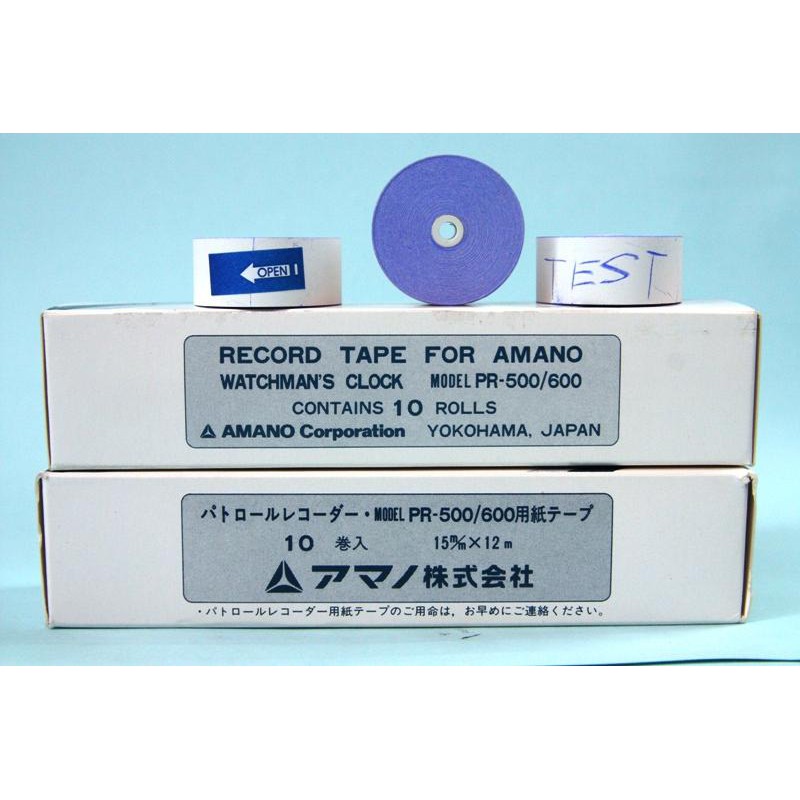 OPEN
TEST
RECORD TAPE FOR AMANO
WATCHMAN'S CLOCK MODEL PR-500/600
CONTAINS 10 ROLLS
AMANO Corporation YOKOHAMA, JAPAN
パトロールレコーダー・MODEL PR-500/600用紙テープ
10 巻入 15m/m×12m
アマノ株式会社
・パトロールレコーダー用紙テープのご用命は，お早めにご連絡ください。